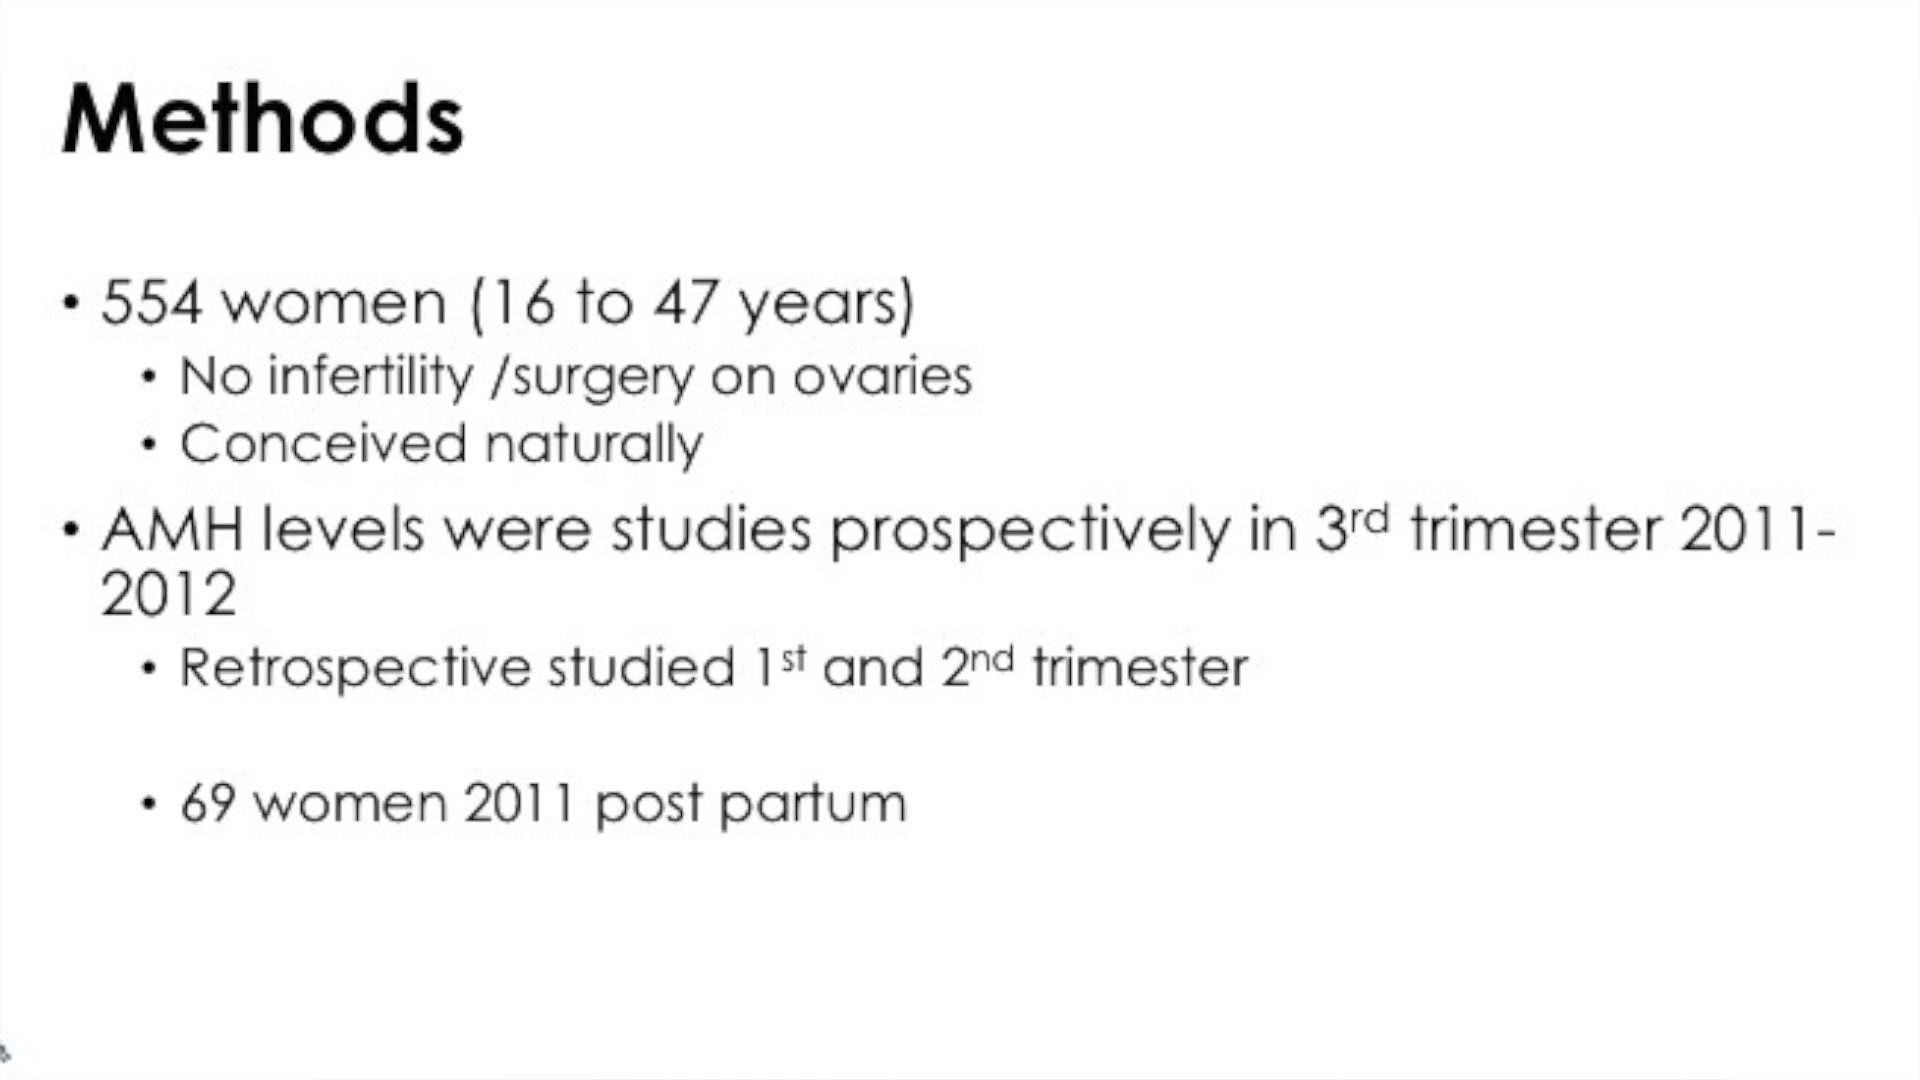 Methods
• 554 women (16 to 47 years)
• No infertility /surgery on ovaries
• Conceived naturally
• AMH levels were studies prospectively in 3rd trimester 2011-
2012
• Retrospective studied 1st and 2nd trimester
• 69 women 2011 post partum